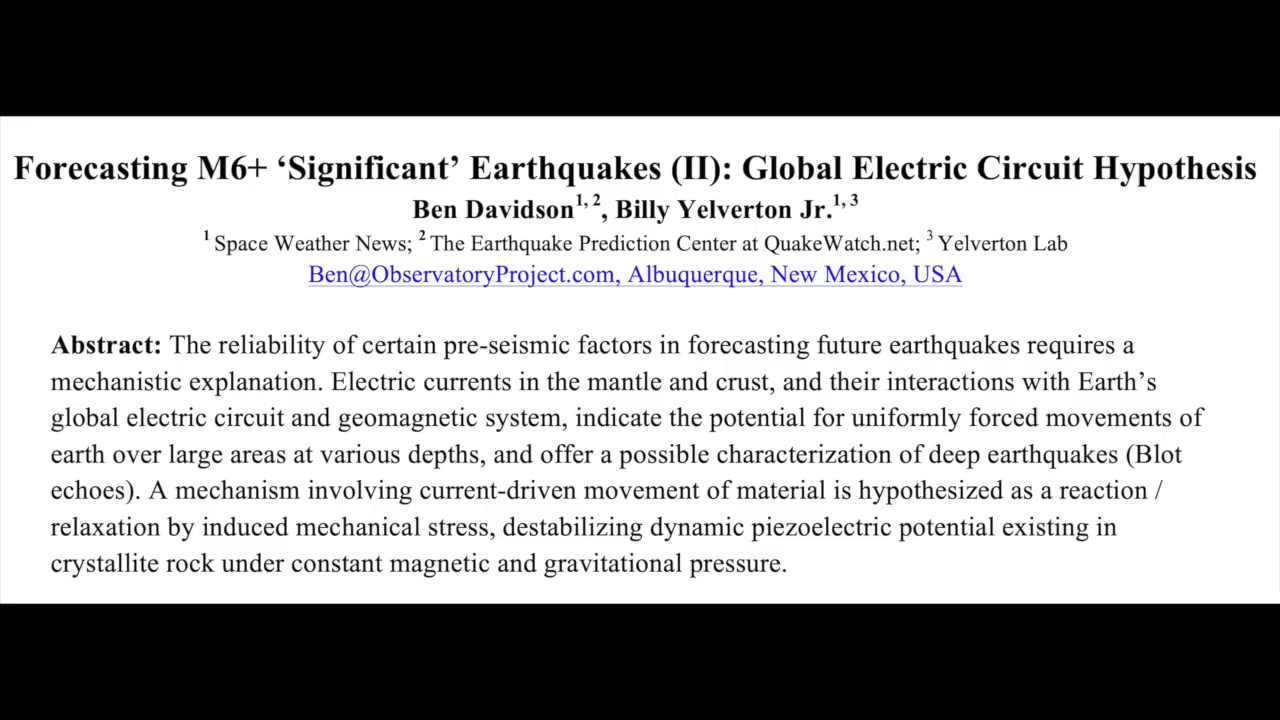 Forecasting M6+ ‘Significant’ Earthquakes (II): Global Electric Circuit Hypothesis
Ben Davidson1, 2, Billy Yelverton Jr.1, 3
1 Space Weather News; 2 The Earthquake Prediction Center at QuakeWatch.net; 3 Yelverton Lab
Ben@ObservatoryProject.com, Albuquerque, New Mexico, USA
Abstract: The reliability of certain pre-seismic factors in forecasting future earthquakes requires a
mechanistic explanation. Electric currents in the mantle and crust, and their interactions with Earth’s
global electric circuit and geomagnetic system, indicate the potential for uniformly forced movements of
earth over large areas at various depths, and offer a possible characterization of deep earthquakes (Blot
echoes). A mechanism involving current-driven movement of material is hypothesized as a reaction /
relaxation by induced mechanical stress, destabilizing dynamic piezoelectric potential existing in
crystallite rock under constant magnetic and gravitational pressure.